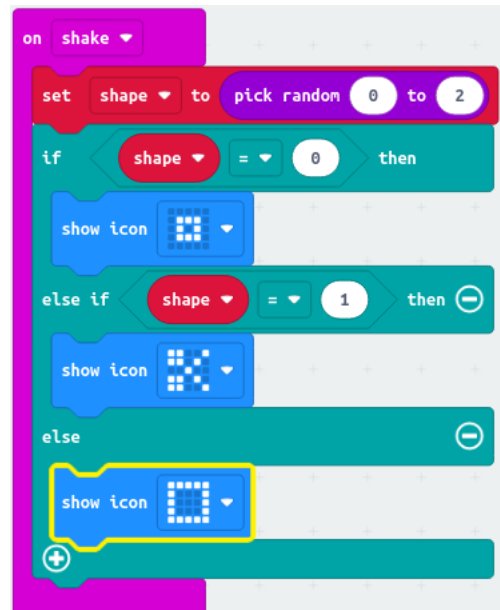 on shake
set shape to pick random 0 to 2
if shape = 0 then
show icon
else if shape = 1 then
show icon
else
show icon